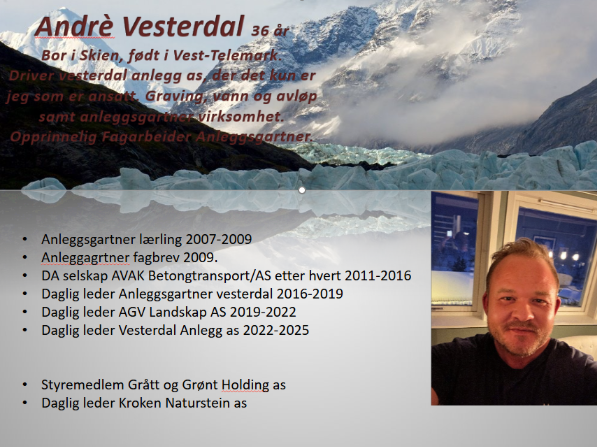 Andrè Vesterdal 36 år
Bor i Skien, født i Vest-Telemark.
Driver vesterdal anlegg as, der det kun er
jeg som er ansatt. Graving, vann og avløp
samt anleggsgartner virksomhet.
Opprinnelig Fagarbeider Anleggsgartner.
• Anleggsgartner lærling 2007-2009
• Anleggagrtner fagbrev 2009.
• DA selskap AVAK Betongtransport/AS etter hvert 2011-2016
• Daglig leder Anleggsgartner vesterdal 2016-2019
• Daglig leder AGV Landskap AS 2019-2022
• Daglig leder Vesterdal Anlegg as 2022-2025
• Styremedlem Grått og Grønt Holding as
• Daglig leder Kroken Naturstein as